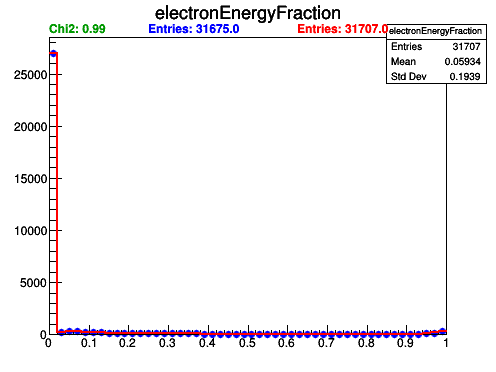 electronEnergyFraction
Chi2: 0.99 Entries: 31675.0 Entries: 31707.0
electronEnergyFraction
Entries 31707
Mean 0.05934
Std Dev 0.1939
25000
20000
15000
10000
5000
0
0 0.1 0.2 0.3 0.4 0.5 0.6 0.7 0.8 0.9 1